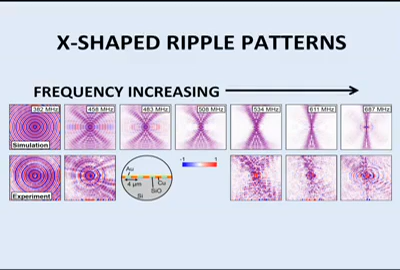 X-SHAPED RIPPLE PATTERNS
FREQUENCY INCREASING
382 MHz 458 MHz 483 MHz 508 MHz 534 MHz 611 MHz 687 MHz
Simulation
Experiment
Au
4 μm
Cu
SiO
Si
-1 1